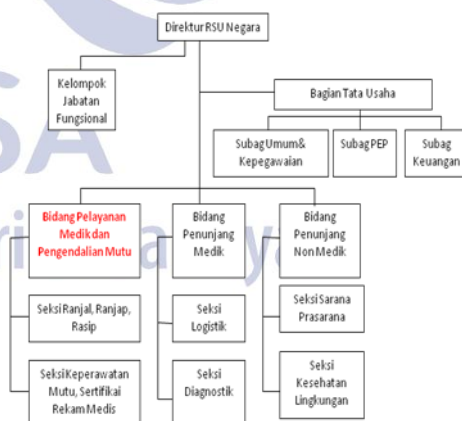 Direktur RSU Negara
Kelompok
Jabatan
Fungsional
Bagian Tata Usaha
Subag Umum&
Kepegawaian
Subag PEP
Subag
Keuangan
Bidang Pelayanan
Medik dan
Pengendalian Mutu
Bidang
Penunjang
Medik
Bidang
Penunjang
Non Medik
Seksi Ranjal, Ranjap,
Rasip
Seksi
Logistik
Seksi Sarana
Prasarana
Seksi Keperawatan
Mutu, Sertifikai
Rekam Medis
Seksi
Diagnostik
Seksi
Kesehatan
Lingkungan